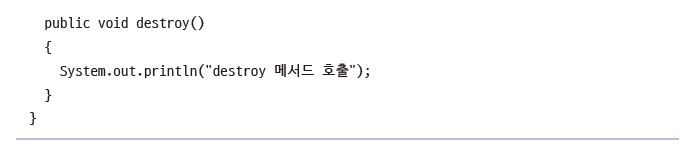 public void destroy()
{
System.out.println("destroy 메서드 호출");
}
}